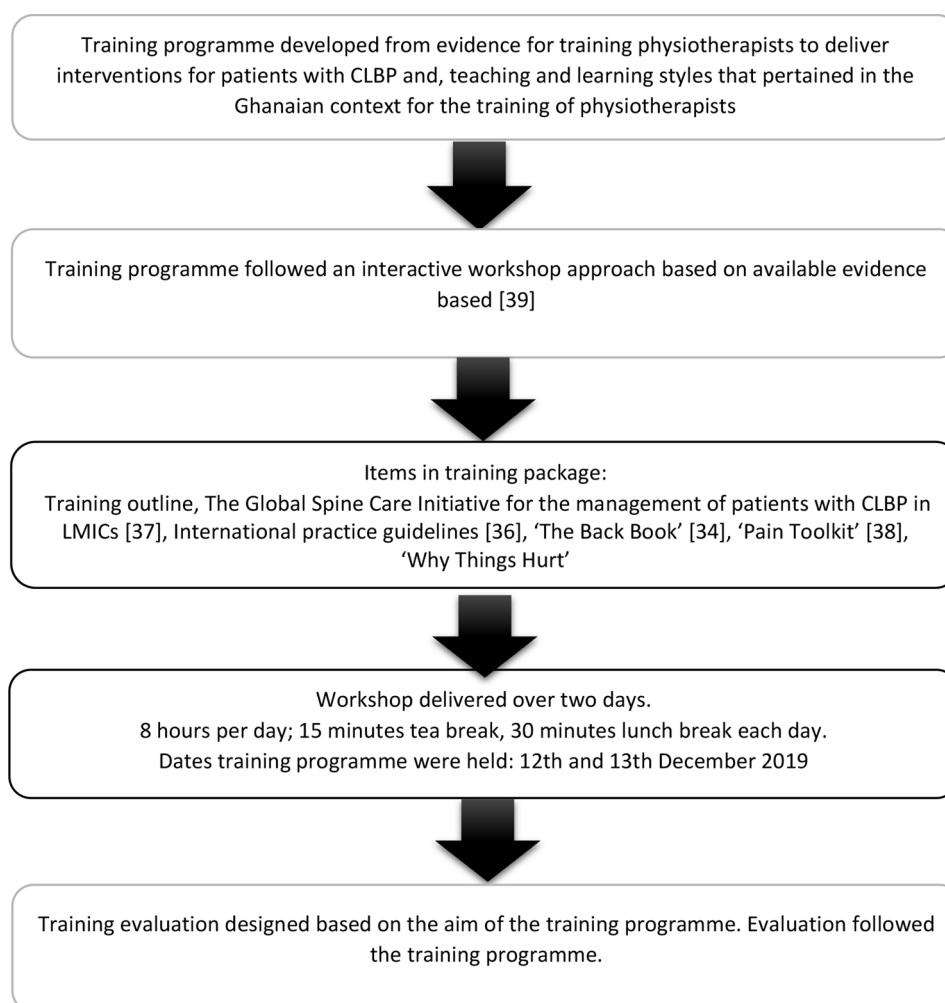 Training programme developed from evidence for training physiotherapists to deliver
interventions for patients with CLBP and, teaching and learning styles that pertained in the
Ghanaian context for the training of physiotherapists
Training programme followed an interactive workshop approach based on available evidence
based [39]
Items in training package:
Training outline, The Global Spine Care Initiative for the management of patients with CLBP in
LMICs [37], International practice guidelines [36], ‘The Back Book’ [34], ‘Pain Toolkit’ [38],
‘Why Things Hurt’
Workshop delivered over two days.
8 hours per day; 15 minutes tea break, 30 minutes lunch break each day.
Dates training programme were held: 12th and 13th December 2019
Training evaluation designed based on the aim of the training programme. Evaluation followed
the training programme.